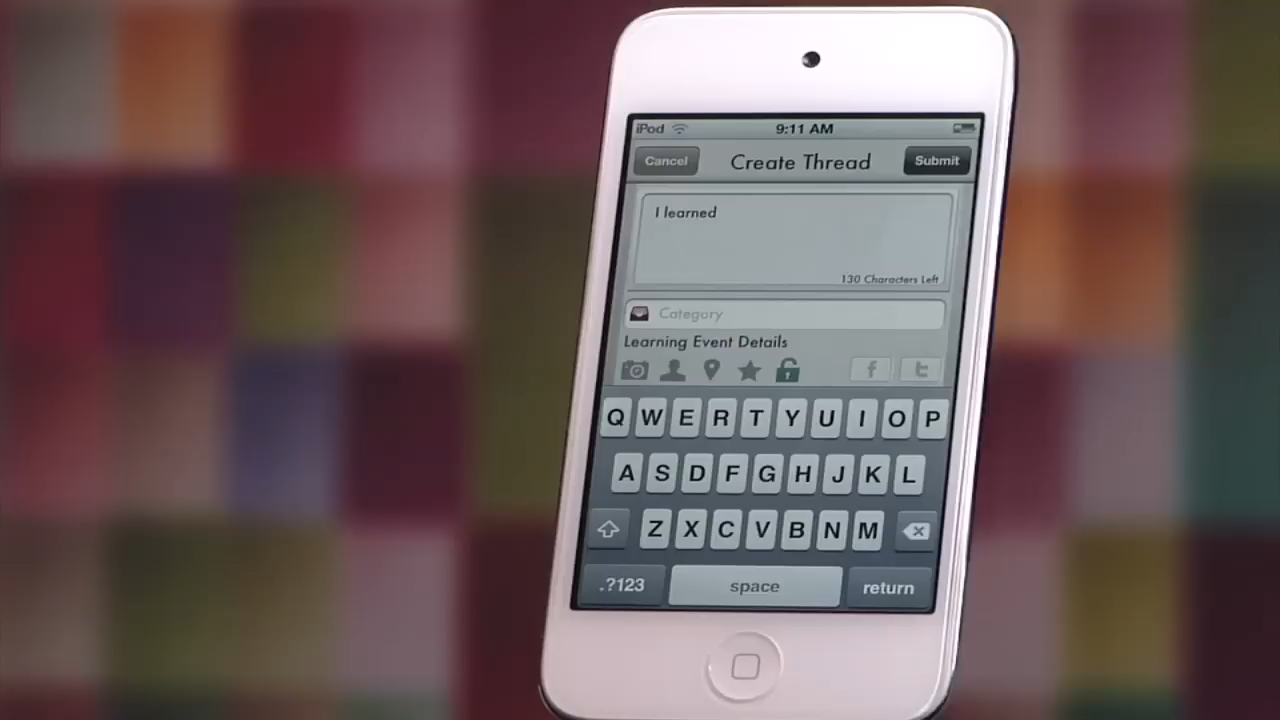 iPod 9:11 AM
Cancel Create Thread Submit
I learned
130 Characters Left
Category
Learning Event Details
f t
Q W E R T Y U I O P
A S D F G H J K L
Z X C V B N M
.?123 space return